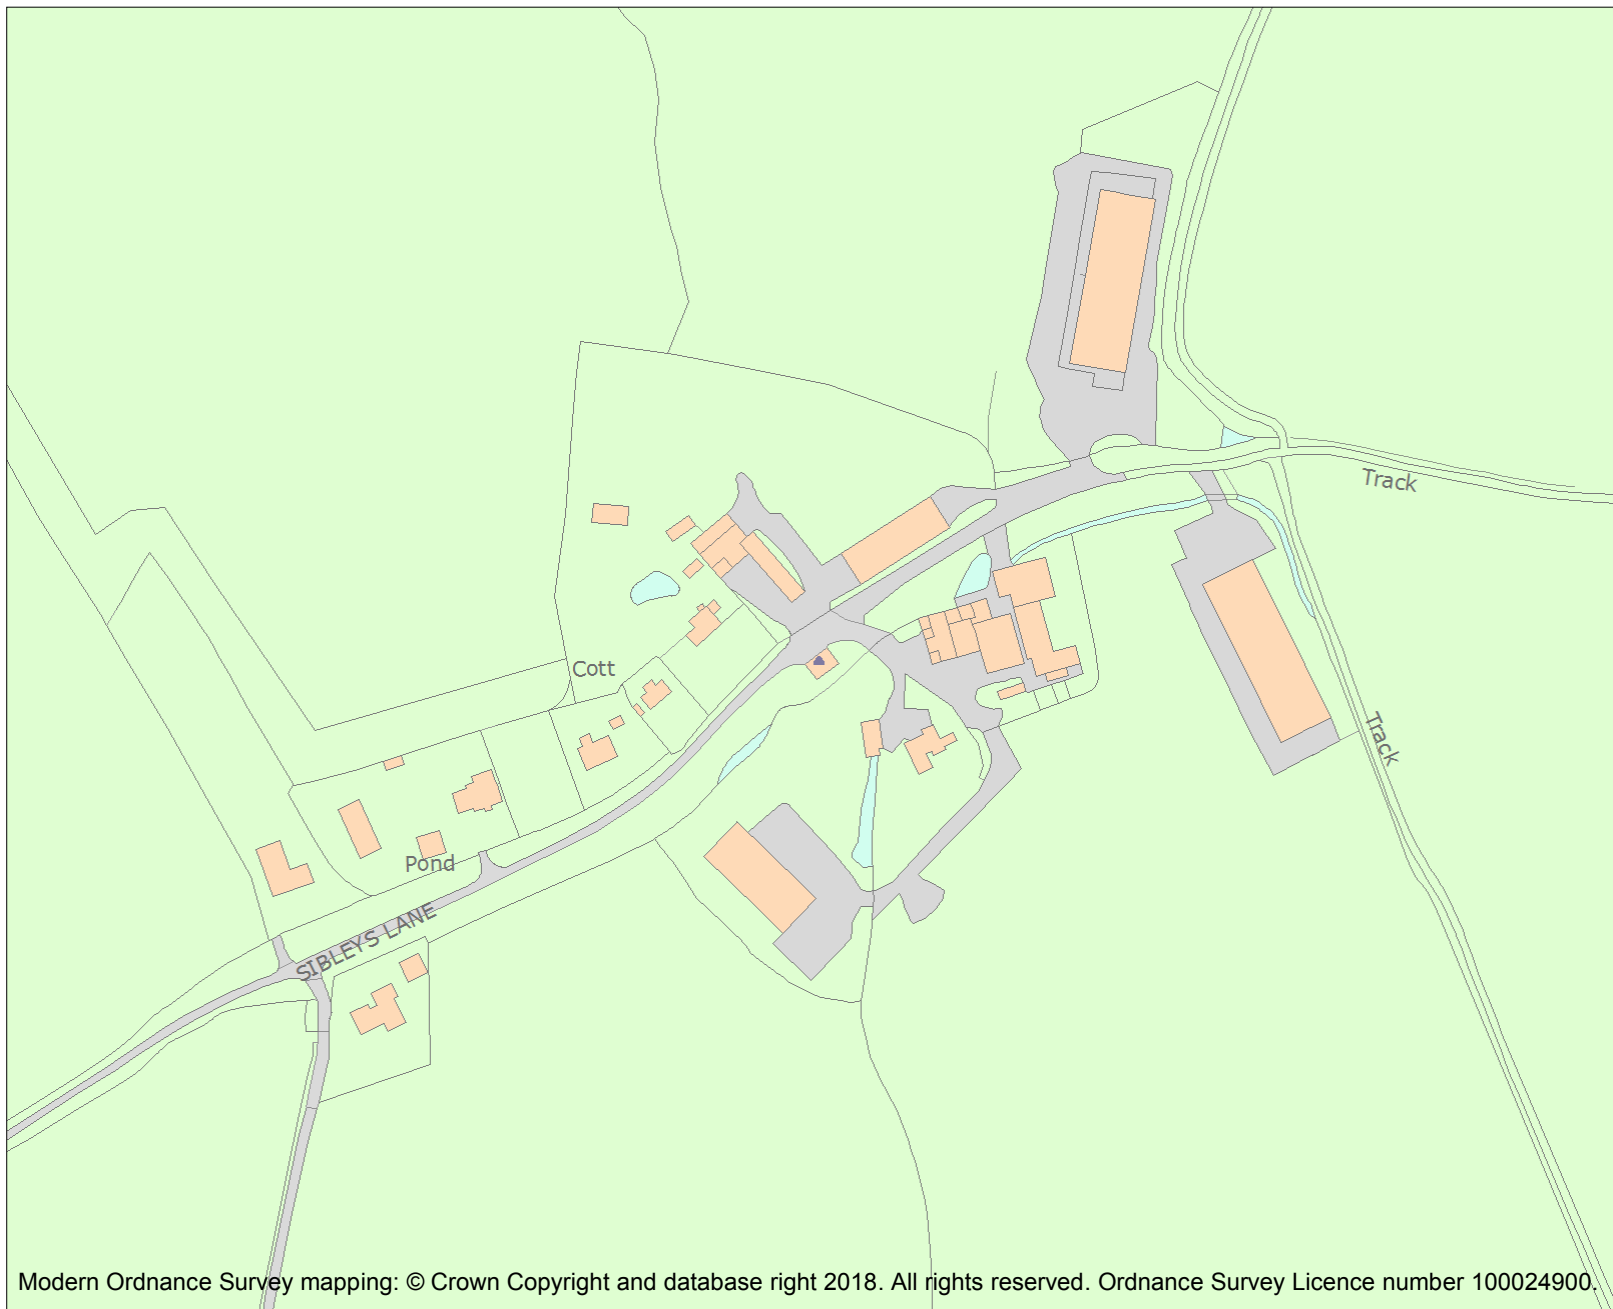 Track
Cott
Track
Pond
SIBLEYS LANE
Modern Ordnance Survey mapping: © Crown Copyright and database right 2018. All rights reserved. Ordnance Survey Licence number 100024900.